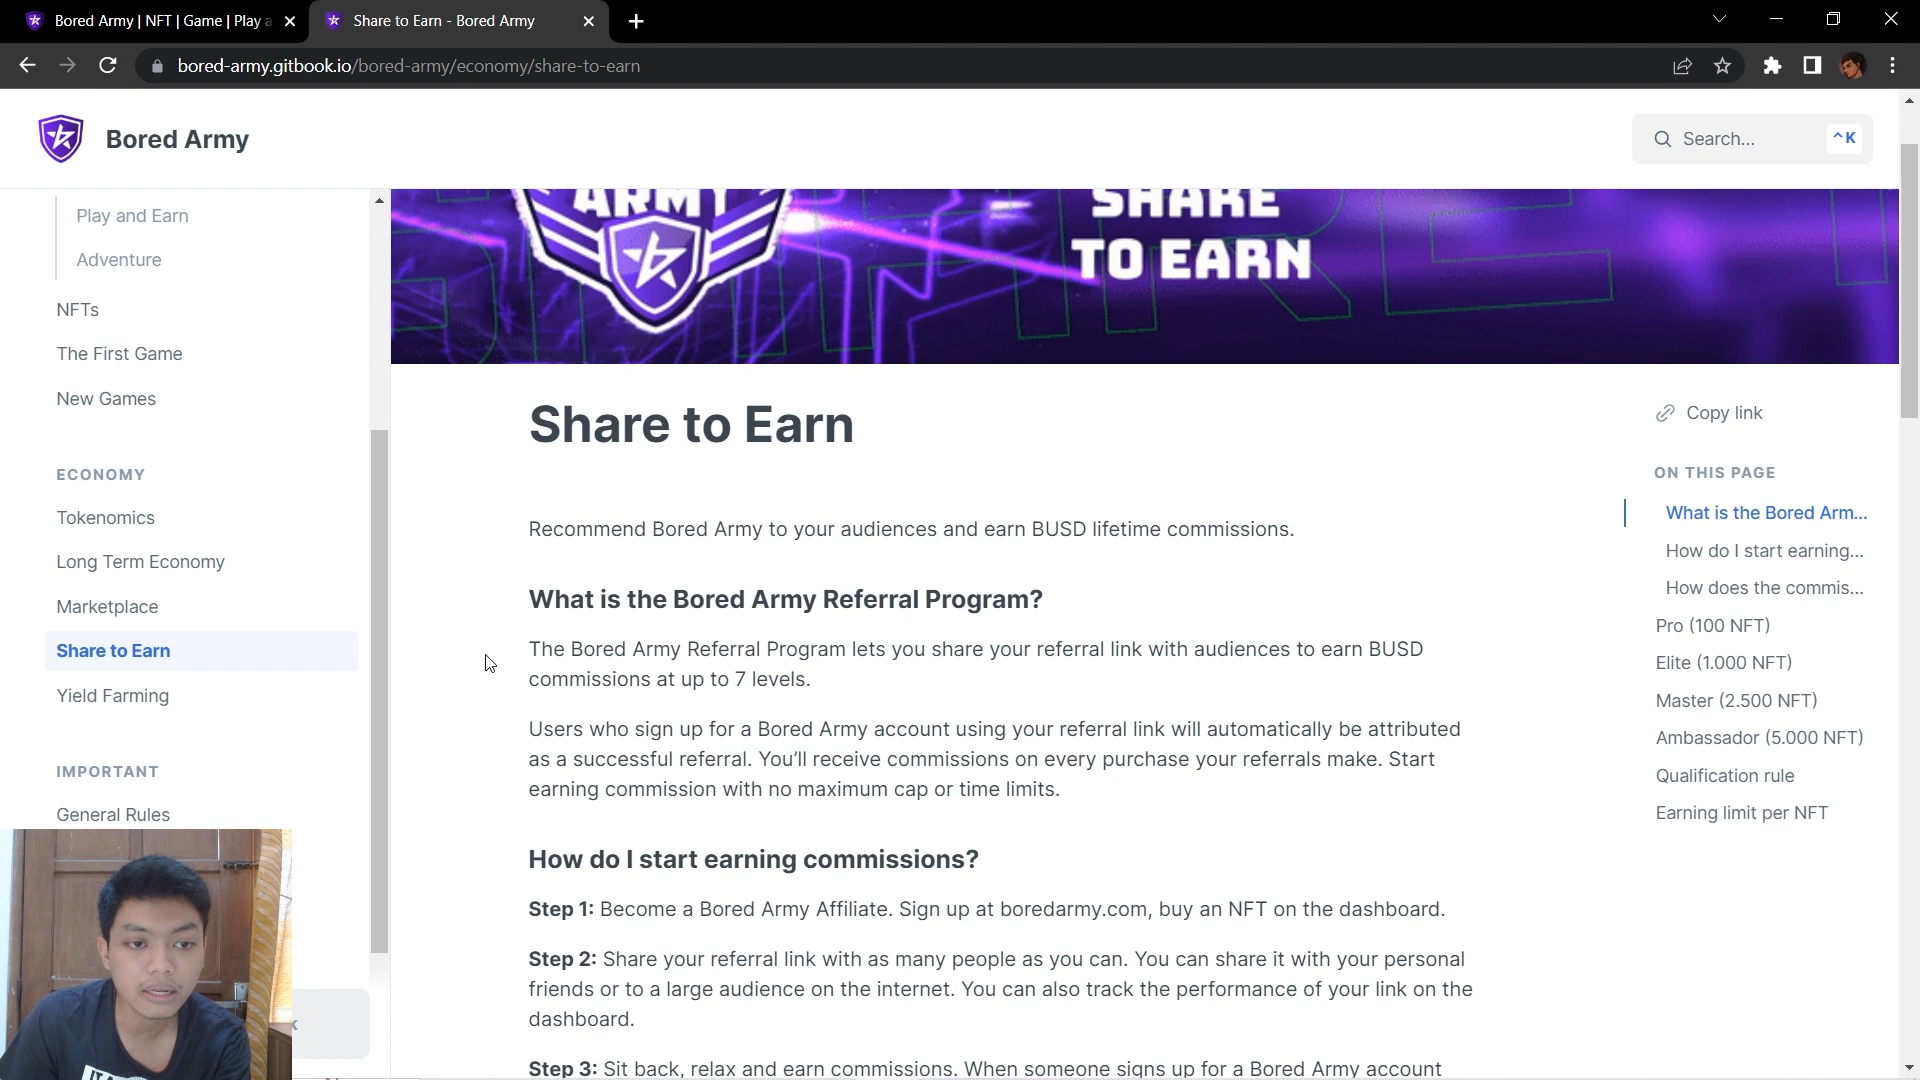 Bored Army | NFT | Game | Play a
Share to Earn - Bored Army
bored-army.gitbook.io/bored-army/economy/share-to-earn
Bored Army
Search...
^K
Play and Earn
Adventure
NFTs
The First Game
New Games
ECONOMY
Tokenomics
Long Term Economy
Marketplace
Share to Earn
Yield Farming
IMPORTANT
General Rules
ARMY
SHARE
TO EARN
Share to Earn
Recommend Bored Army to your audiences and earn BUSD lifetime commissions.
What is the Bored Army Referral Program?
The Bored Army Referral Program lets you share your referral link with audiences to earn BUSD
commissions at up to 7 levels.
Users who sign up for a Bored Army account using your referral link will automatically be attributed
as a successful referral. You’ll receive commissions on every purchase your referrals make. Start
earning commission with no maximum cap or time limits.
How do I start earning commissions?
Step 1: Become a Bored Army Affiliate. Sign up at boredarmy.com, buy an NFT on the dashboard.
Step 2: Share your referral link with as many people as you can. You can share it with your personal
friends or to a large audience on the internet. You can also track the performance of your link on the
dashboard.
Step 3: Sit back, relax and earn commissions. When someone signs up for a Bored Army account
Copy link
ON THIS PAGE
What is the Bored Arm...
How do I start earning...
How does the commis...
Pro (100 NFT)
Elite (1.000 NFT)
Master (2.500 NFT)
Ambassador (5.000 NFT)
Qualification rule
Earning limit per NFT